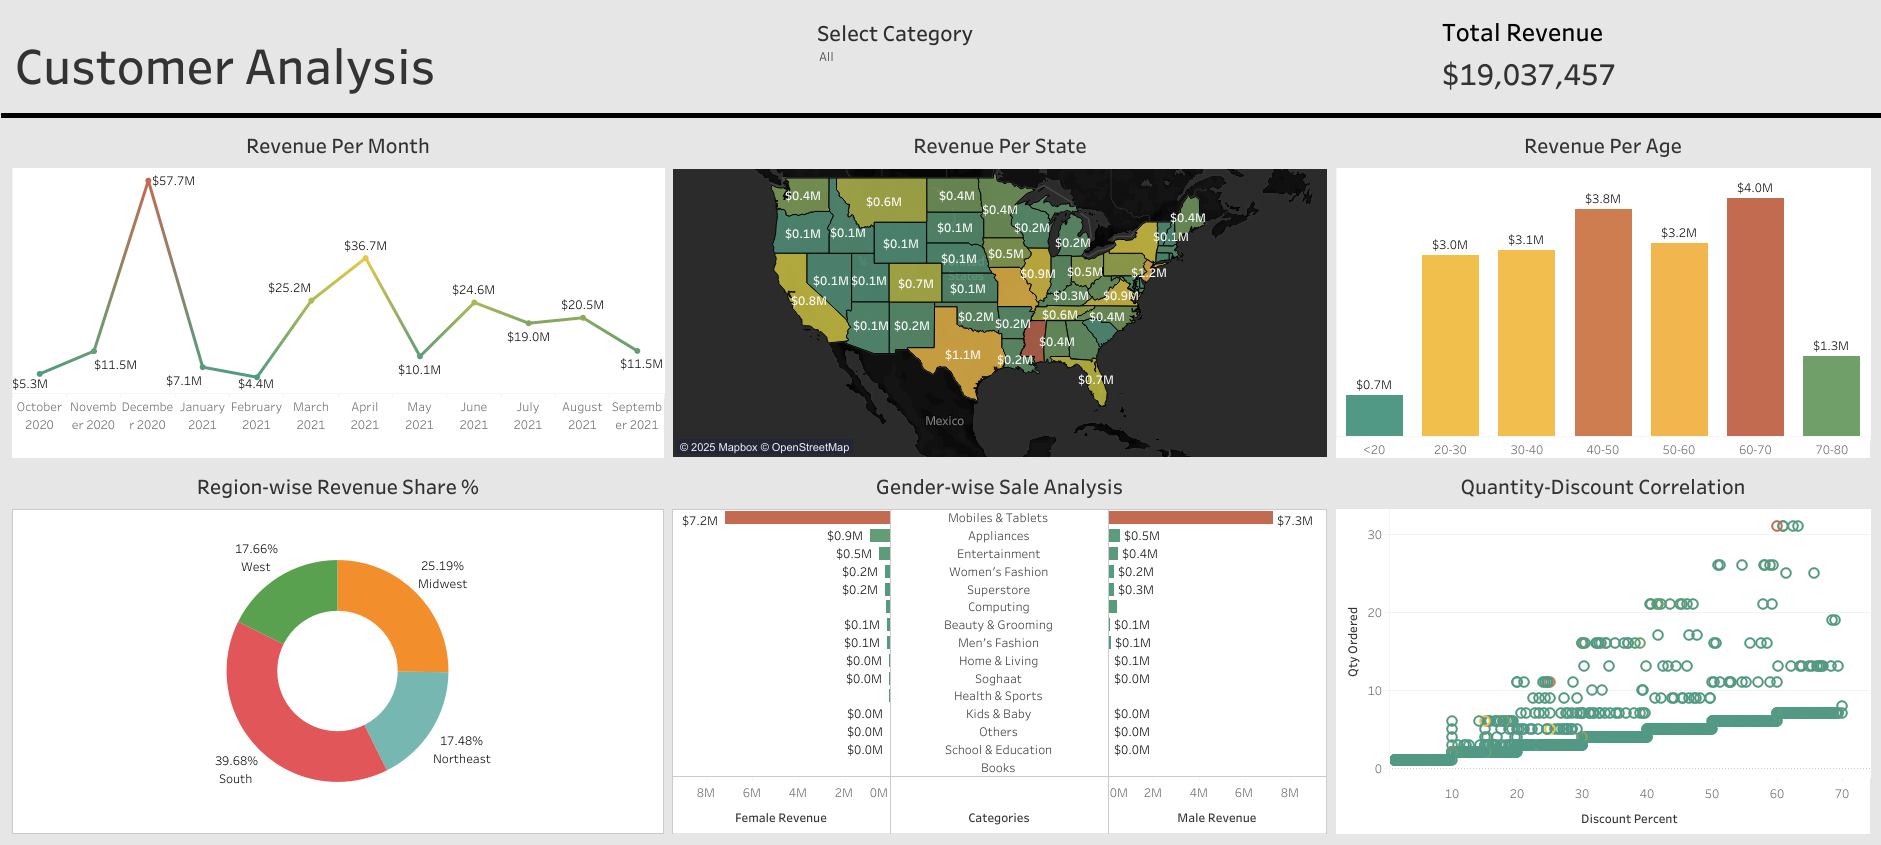 Customer Analysis
Select Category
All
Total Revenue
$19,037,457
Revenue Per Month
$57.7M
$36.7M
$25.2M
$24.6M
$20.5M
$19.0M
$11.5M
$11.5M
$10.1M
$7.1M
$5.3M
$4.4M
October Novemb Decembe January February March April May June July August Septemb
2020 er 2020 r 2020 2021 2021 2021 2021 2021 2021 2021 2021 er 2021
Revenue Per State
$0.4M $0.6M $0.4M $0.4M $0.4M
$0.1M $0.1M $0.1M $0.1M $0.2M $0.2M $0.1M
$0.1M $0.5M
$0.8M $0.1M $0.1M $0.7M $0.1M $0.9M $0.5M $1.2M
$0.3M $0.9M
$0.1M $0.2M $0.2M $0.2M $0.6M $0.4M
$1.1M $0.2M $0.4M
$0.7M
Mexico
© 2025 Mapbox © OpenStreetMap
Revenue Per Age
$0.7M $3.0M $3.1M $3.8M $3.2M $4.0M $1.3M
<20 20-30 30-40 40-50 50-60 60-70 70-80
Region-wise Revenue Share %
17.66%
West
25.19%
Midwest
17.48%
Northeast
39.68%
South
Gender-wise Sale Analysis
$7.2M Mobiles & Tablets $7.3M
$0.9M Appliances $0.5M
$0.5M Entertainment $0.4M
$0.2M Women's Fashion $0.2M
$0.2M Superstore $0.3M
Computing
$0.1M Beauty & Grooming $0.1M
$0.1M Men's Fashion $0.1M
$0.0M Home & Living $0.1M
$0.0M Soghaat $0.0M
Health & Sports
$0.0M Kids & Baby $0.0M
$0.0M Others $0.0M
$0.0M School & Education $0.0M
Books
8M 6M 4M 2M 0M 0M 2M 4M 6M 8M
Female Revenue Categories Male Revenue
Quantity-Discount Correlation
Qty Ordered
30
20
10
0
10 20 30 40 50 60 70
Discount Percent